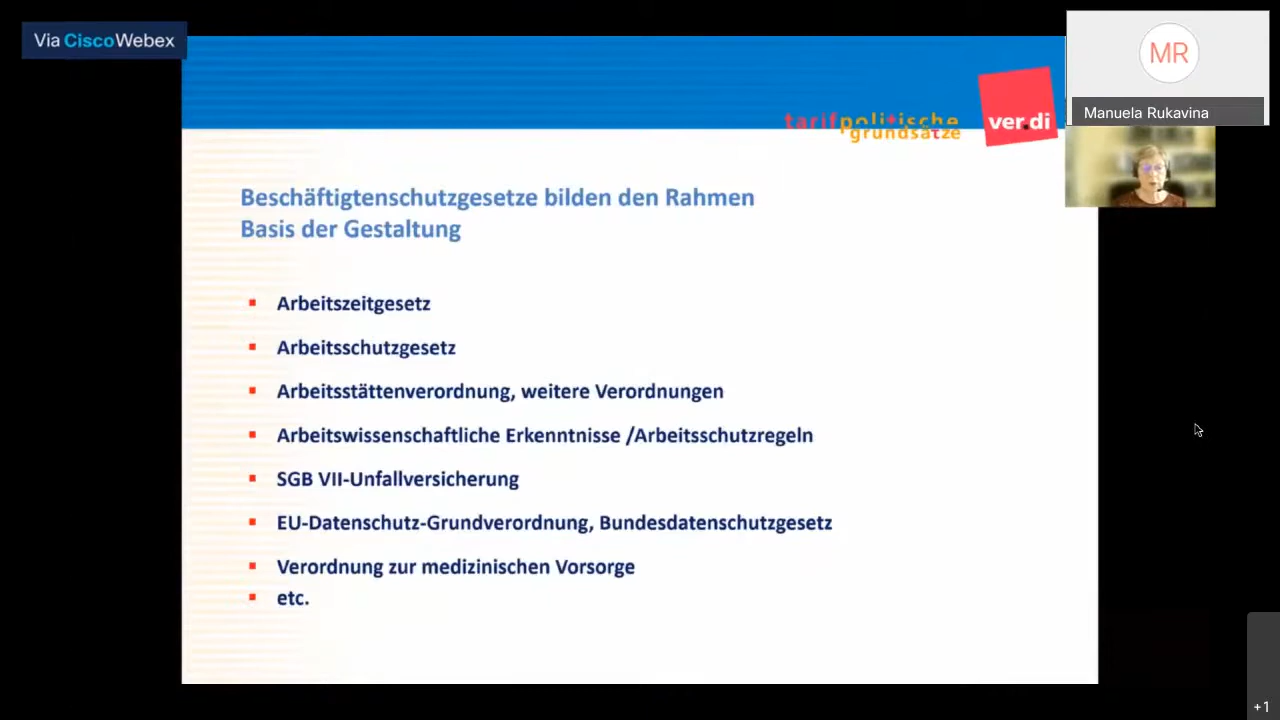 Via CiscoWebex
MR
Manuela Rukavina
tarifpolitische
grundsätze
ver.di
Beschäftigtenschutzgesetze bilden den Rahmen
Basis der Gestaltung
▪ Arbeitszeitgesetz
▪ Arbeitsschutzgesetz
▪ Arbeitsstättenverordnung, weitere Verordnungen
▪ Arbeitswissenschaftliche Erkenntnisse /Arbeitsschutzregeln
▪ SGB VII-Unfallversicherung
▪ EU-Datenschutz-Grundverordnung, Bundesdatenschutzgesetz
▪ Verordnung zur medizinischen Vorsorge
▪ etc.
+1